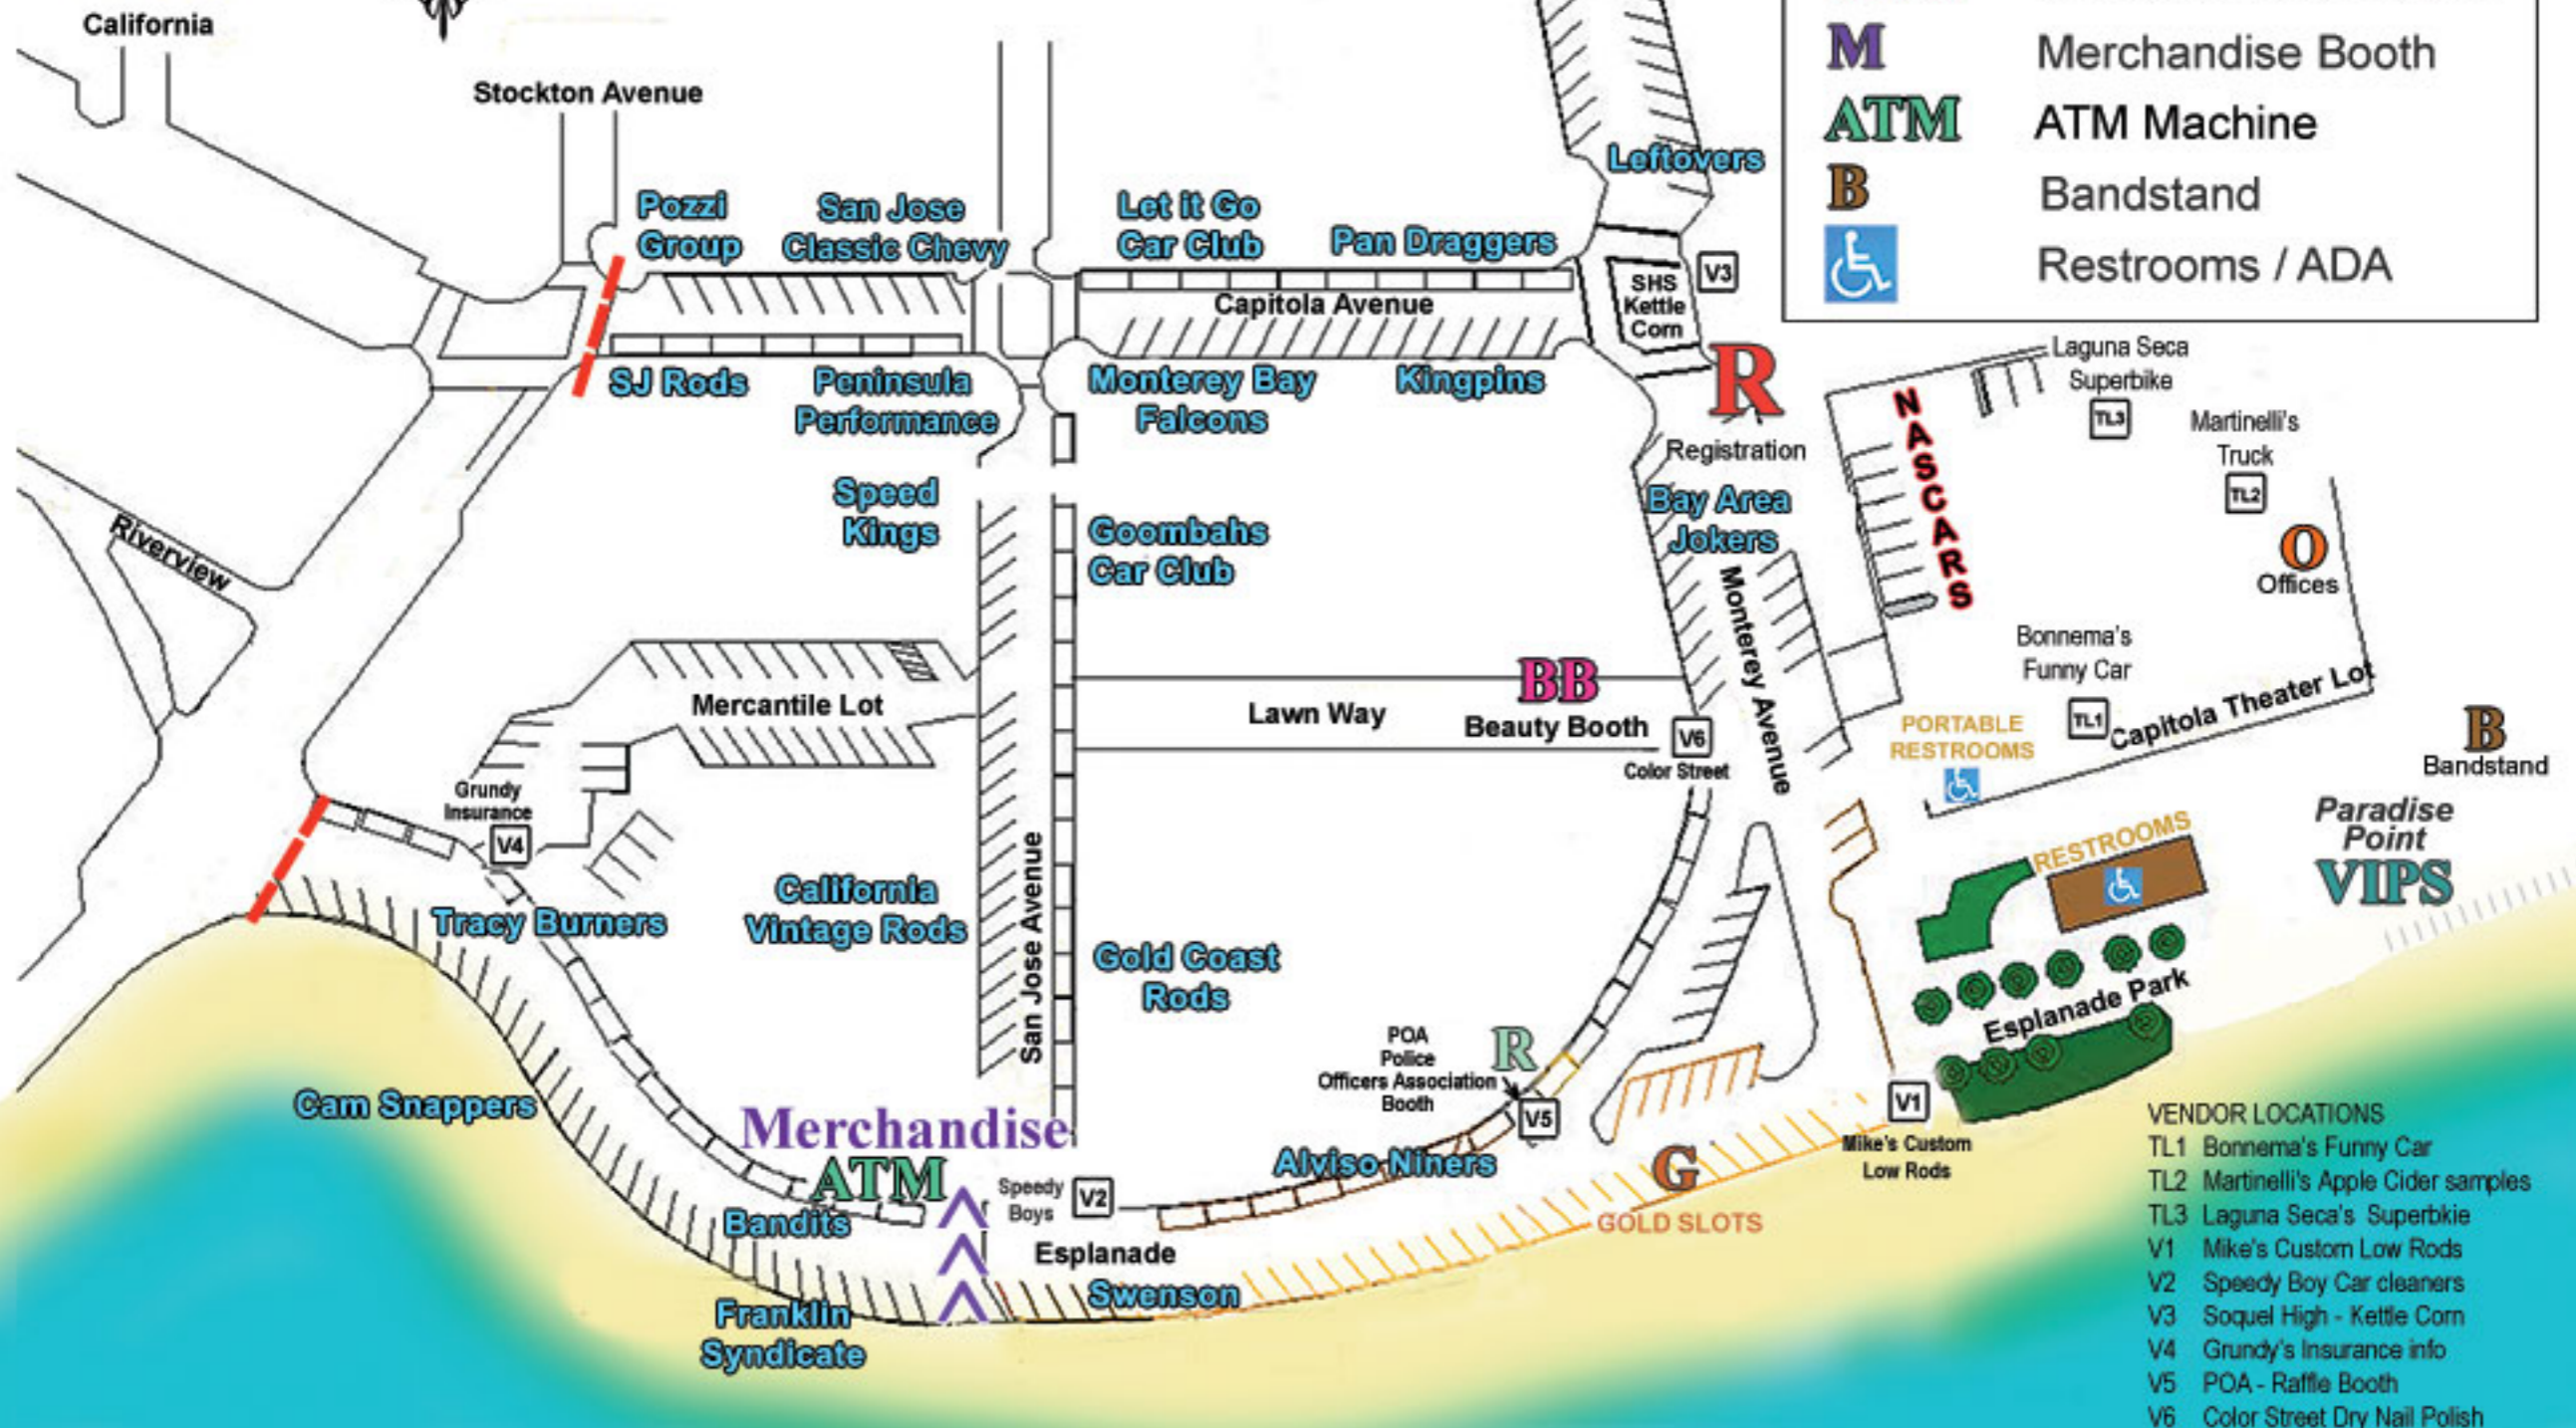 California
Stockton Avenue
M Merchandise Booth
ATM ATM Machine
B Bandstand
Restrooms / ADA
Leftovers
Pozzi
Group
San Jose
Classic Chevy
Let it Go
Car Club
Pan Draggers
V3
SHS
Kettle
Corn
Capitola Avenue
R
Registration
SJ Rods
Peninsula
Performance
Monterey Bay
Falcons
Kingpins
Laguna Seca
Superbike
TL3
Martinelli's
Truck
TL2
NASCARS
O
Offices
Speed
Kings
Goombahs
Car Club
Bay Area
Jokers
Monterey Avenue
Riverview
Mercantile Lot
BB
Lawn Way
Beauty Booth
V6
Color Street
Bonnema's
Funny Car
TL1
Capitola Theater Lot
PORTABLE
RESTROOMS
B
Bandstand
Grundy
Insurance
V4
Paradise
Point
VIPS
RESTROOMS
Tracy Burners
California
Vintage Rods
San Jose Avenue
Gold Coast
Rods
Esplanade Park
POA
Police
Officers Association
Booth
R
V5
V1
Mike's Custom
Low Rods
Cam Snappers
Merchandise
ATM
Bandits
Speedy
Boys
V2
Alviso Niners
G
GOLD SLOTS
Esplanade
Swenson
Franklin
Syndicate
VENDOR LOCATIONS
TL1 Bonnema's Funny Car
TL2 Martinelli's Apple Cider samples
TL3 Laguna Seca's Superbkie
V1 Mike's Custom Low Rods
V2 Speedy Boy Car cleaners
V3 Soquel High - Kettle Corn
V4 Grundy's Insurance info
V5 POA - Raffle Booth
V6 Color Street Dry Nail Polish